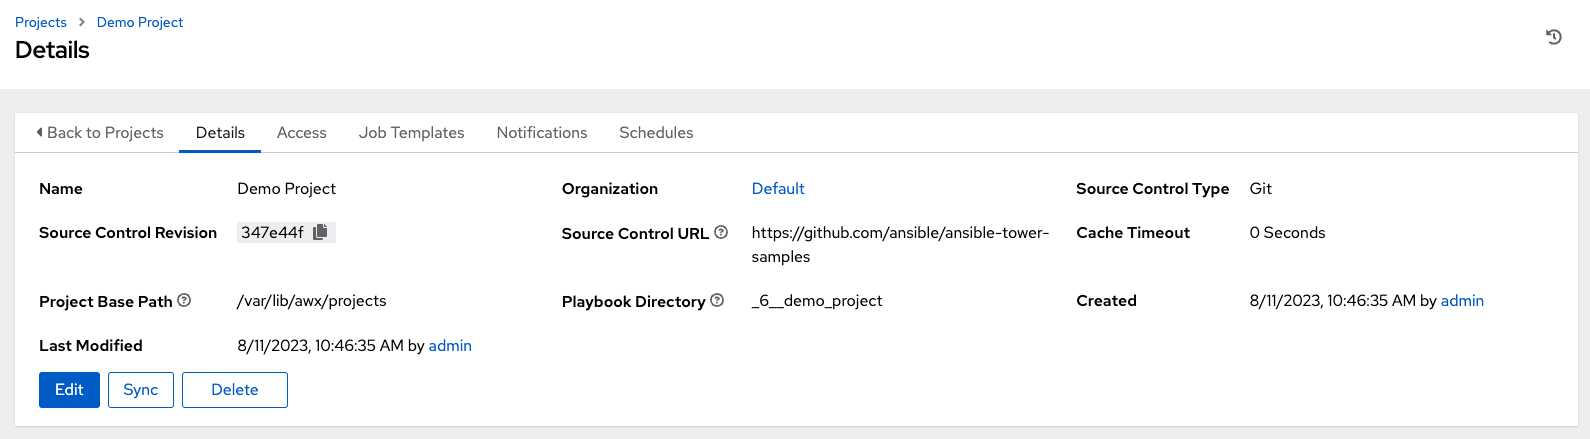 Projects > Demo Project
Details
Back to Projects Details Access Job Templates Notifications Schedules
Name Demo Project Organization Default Source Control Type Git
Source Control Revision 347e44f Source Control URL https://github.com/ansible/ansible-tower- Cache Timeout 0 Seconds
samples
Project Base Path /var/lib/awx/projects Playbook Directory _6__demo_project Created 8/11/2023, 10:46:35 AM by admin
Last Modified 8/11/2023, 10:46:35 AM by admin
Edit Sync Delete